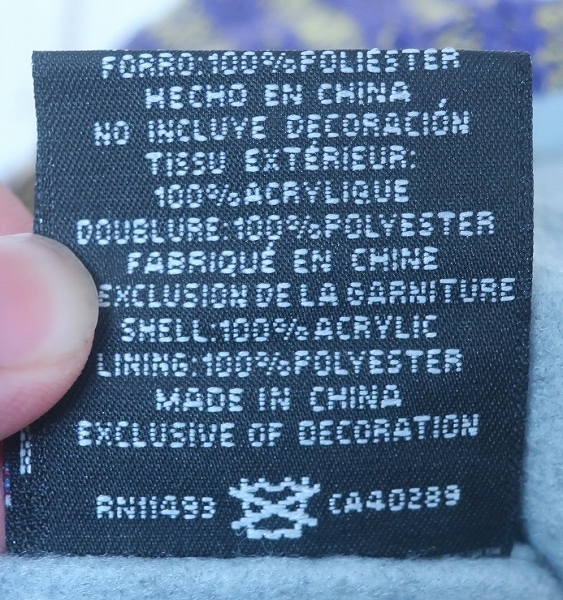 FORRO:100%POLIÉSTER
HECHO EN CHINA
NO INCLUYE DECORACIÓN
TISSU EXTÉRIEUR:
100%ACRYLIQUE
DOUBLURE:100%POLYESTER
FABRIQUÉ EN CHINE
EXCLUSION DE LA GARNITURE
SHELL:100%ACRYLIC
LINING:100%POLYESTER
MADE IN CHINA
EXCLUSIVE OF DECORATION
RN11493 CA40289